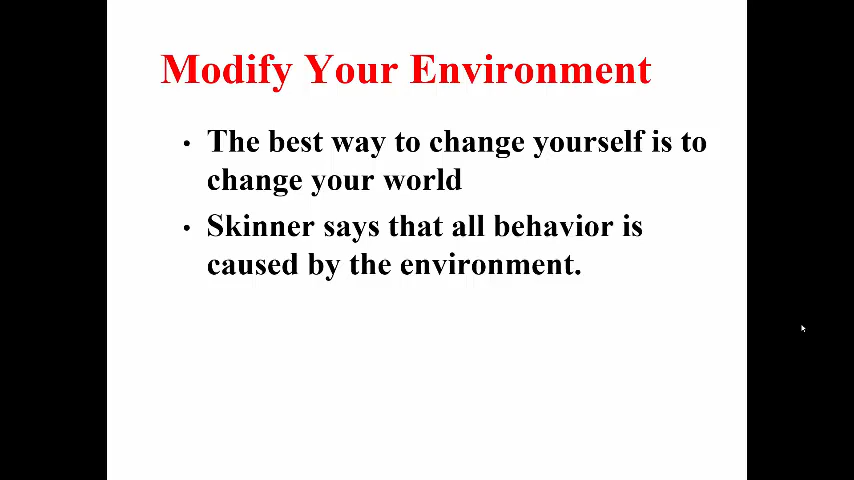 Modify Your Environment
• The best way to change yourself is to
change your world
• Skinner says that all behavior is
caused by the environment.